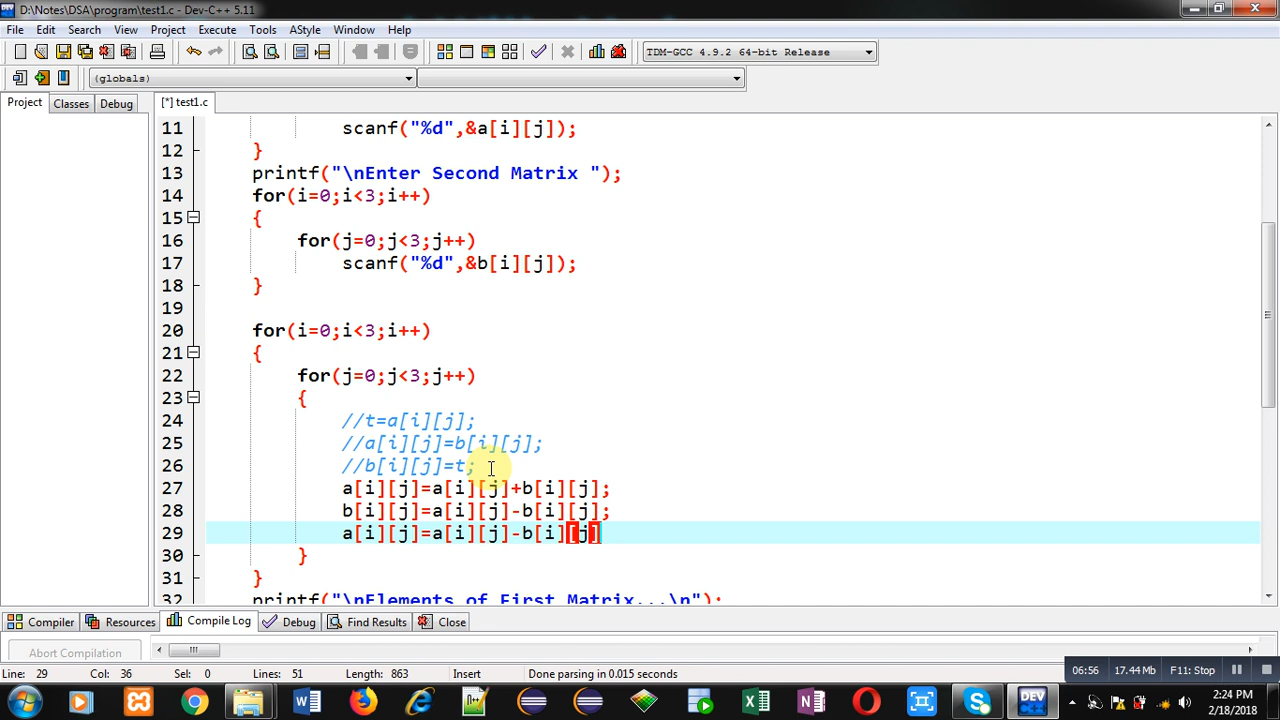 D:\Notes\DSA\program\test1.c - Dev-C++ 5.11
File Edit Search View Project Execute Tools AStyle Window Help
TDM-GCC 4.9.2 64-bit Release
(globals)
Project Classes Debug [*] test1.c
11 scanf("%d",&a[i][j]);
12 }
13 printf("\nEnter Second Matrix ");
14 for(i=0;i<3;i++)
15 {
16 for(j=0;j<3;j++)
17 scanf("%d",&b[i][j]);
18 }
19
20 for(i=0;i<3;i++)
21 {
22 for(j=0;j<3;j++)
23 {
24 //t=a[i][j];
25 //a[i][j]=b[i][j];
26 //b[i][j]=t;
27 a[i][j]=a[i][j]+b[i][j];
28 b[i][j]=a[i][j]-b[i][j];
29 a[i][j]=a[i][j]-b[i][j]
30 }
31 }
32 printf("\nElements of First Matrix...\n");
Compiler Resources Compile Log Debug Find Results Close
Abort Compilation
Line: 29 Col: 36 Sel: 0 Lines: 51 Length: 863 Insert Done parsing in 0.015 seconds
06:56 17.44 Mb F11: Stop
2:24 PM
2/18/2018